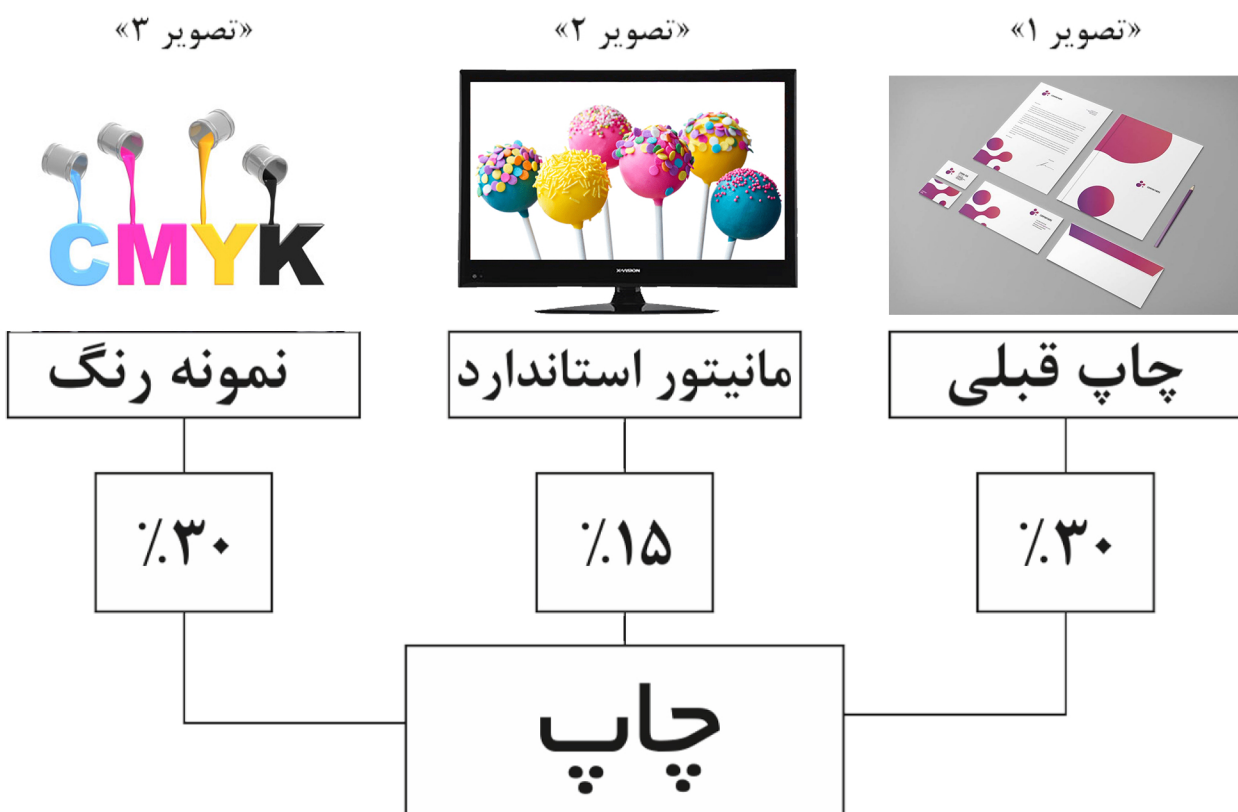 «تصویر ۱»
«تصویر ۲»
«تصویر ۳»
X.VISION
CMYK
چاپ قبلی
مانیتور استاندارد
نمونه رنگ
٪۳۰
٪۱۵
٪۳۰
چاپ